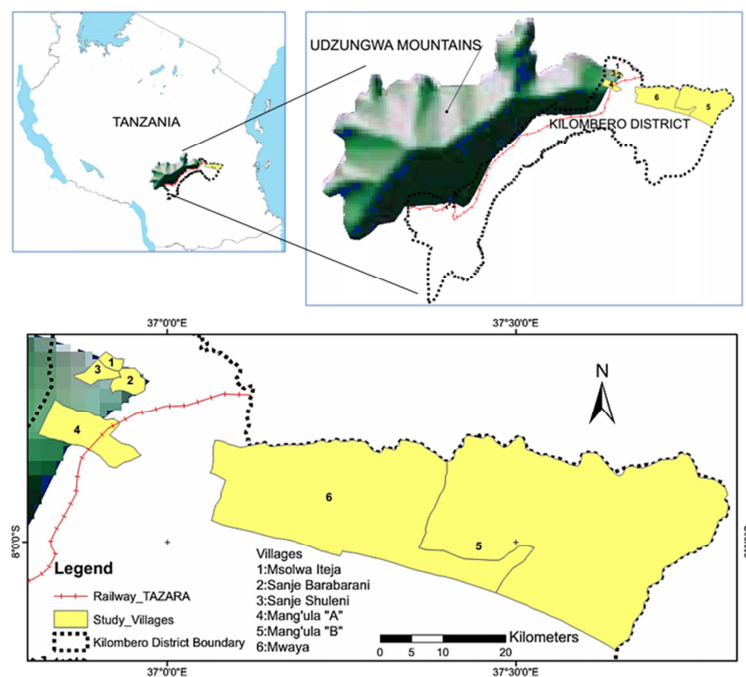 TANZANIA
UDZUNGWA MOUNTAINS
3 2
6
5
KILOMBERO DISTRICT
37°0'0"E
37°30'0"E
1
3
2
4
N
6
5
8°0'0"S
Legend
Railway_TAZARA
Study_Villages
Kilombero District Boundary
Villages
1:Msolwa Iteja
2:Sanje Barabarani
3:Sanje Shuleni
4:Mang'ula "A"
5:Mang'ula "B"
6:Mwaya
Kilometers
0 5 10 20
37°0'0"E
37°30'0"E